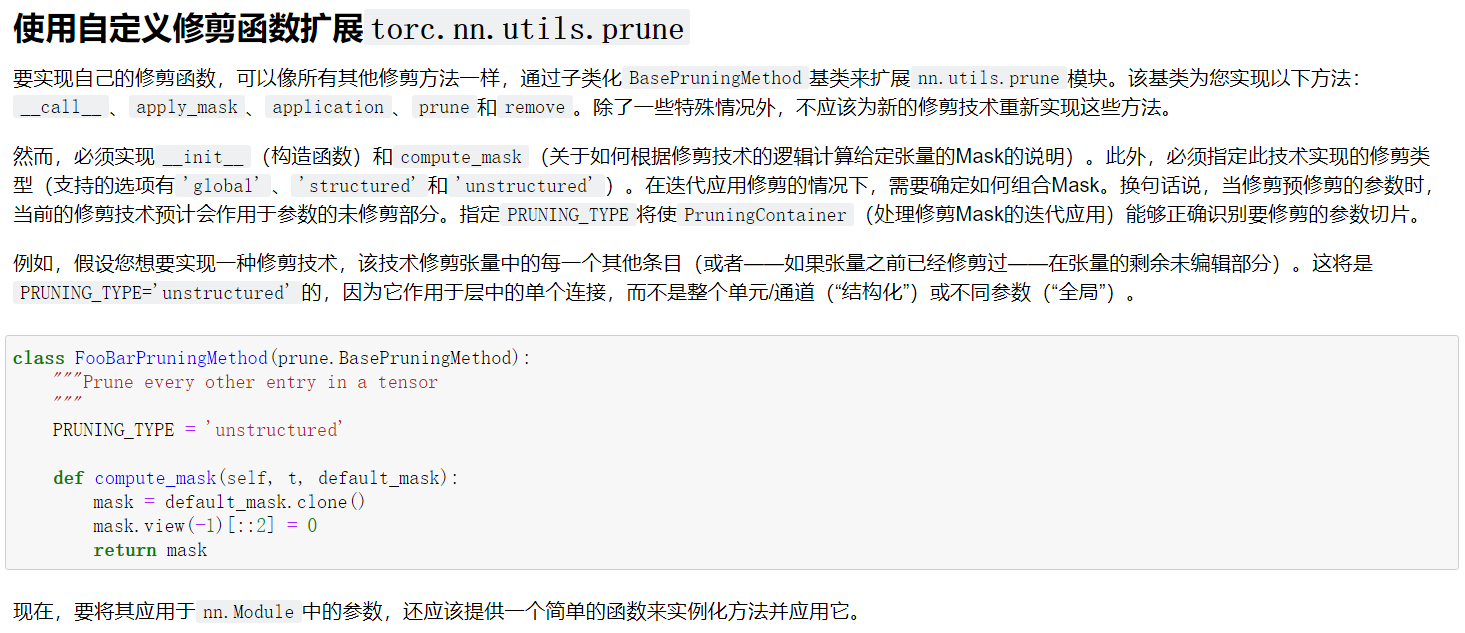 使用自定义修剪函数扩展torc.nn.utils.prune
要实现自己的修剪函数，可以像所有其他修剪方法一样，通过子类化 BasePruningMethod 基类来扩展 nn.utils.prune 模块。该基类为您实现以下方法：
__call__ 、 apply_mask 、 application 、 prune 和 remove 。除了一些特殊情况外，不应该为新的修剪技术重新实现这些方法。
然而，必须实现 __init__ （构造函数）和 compute_mask （关于如何根据修剪技术的逻辑计算给定张量的Mask的说明）。此外，必须指定此技术实现的修剪类
型（支持的选项有 'global' 、 'structured' 和 'unstructured' ）。在迭代应用修剪的情况下，需要确定如何组合Mask。换句话说，当修剪预修剪的参数时，
当前的修剪技术预计会作用于参数的未修剪部分。指定 PRUNING_TYPE 将使 PruningContainer （处理修剪Mask的迭代应用）能够正确识别要修剪的参数切片。
例如，假设您想要实现一种修剪技术，该技术修剪张量中的每一个其他条目（或者——如果张量之前已经修剪过——在张量的剩余未编辑部分）。这将是
PRUNING_TYPE='unstructured' 的，因为它作用于层中的单个连接，而不是整个单元/通道（“结构化”）或不同参数（“全局”）。
class FooBarPruningMethod(prune.BasePruningMethod):
    """Prune every other entry in a tensor
    """
    PRUNING_TYPE = 'unstructured'
    def compute_mask(self, t, default_mask):
        mask = default_mask.clone()
        mask.view(-1)[::2] = 0
        return mask
现在，要将其应用于 nn.Module 中的参数，还应该提供一个简单的函数来实例化方法并应用它。